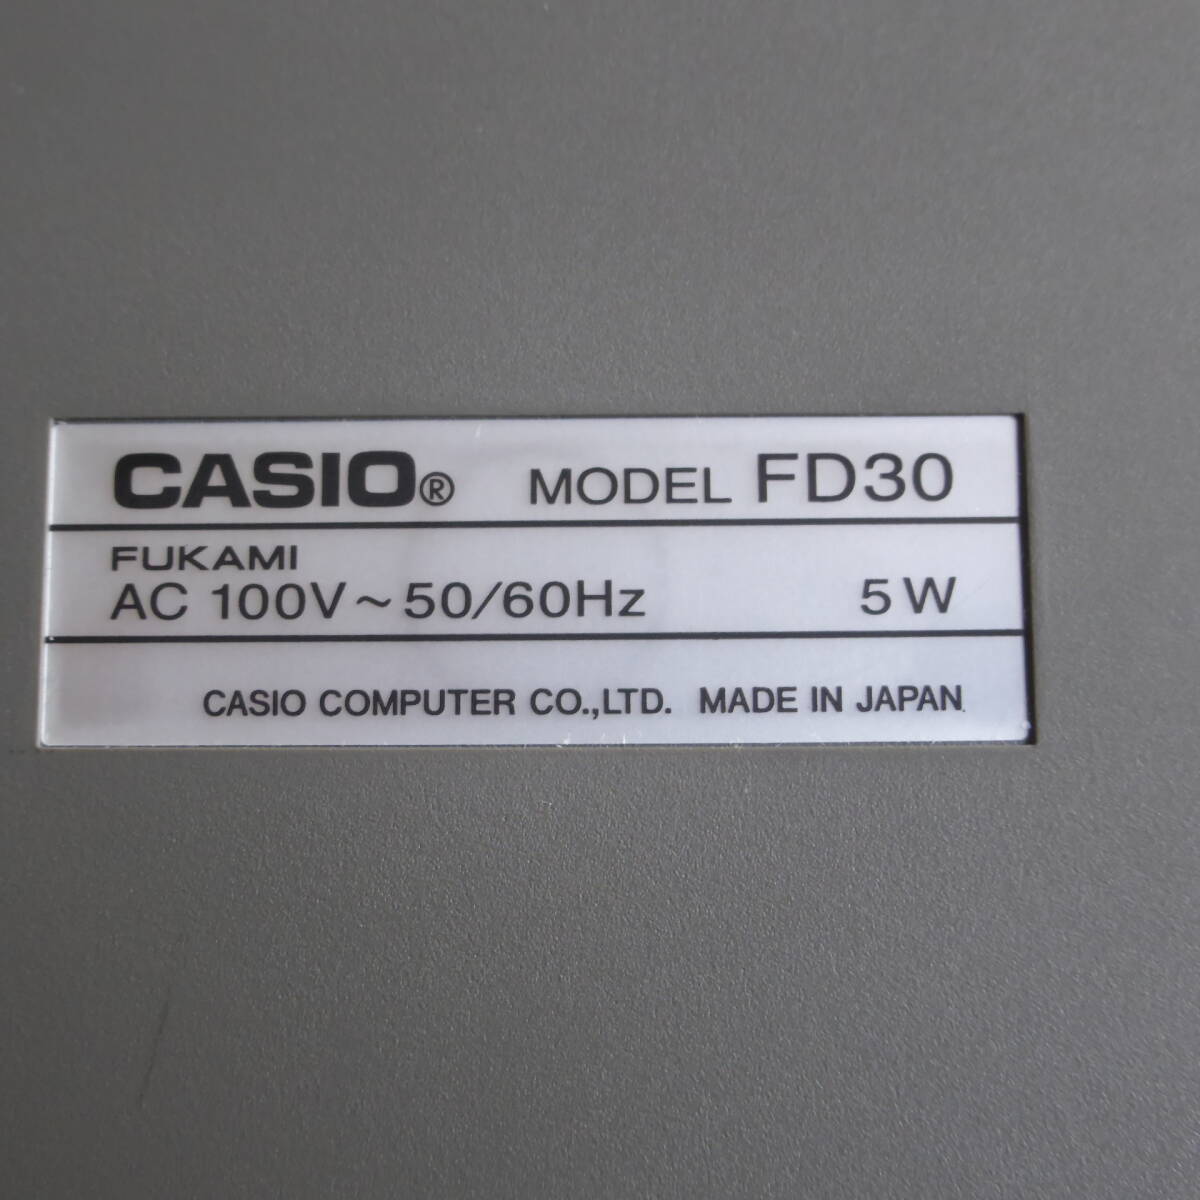 CASIO® MODEL FD30
FUKAMI
AC 100V~50/60Hz 5W
CASIO COMPUTER CO.,LTD. MADE IN JAPAN